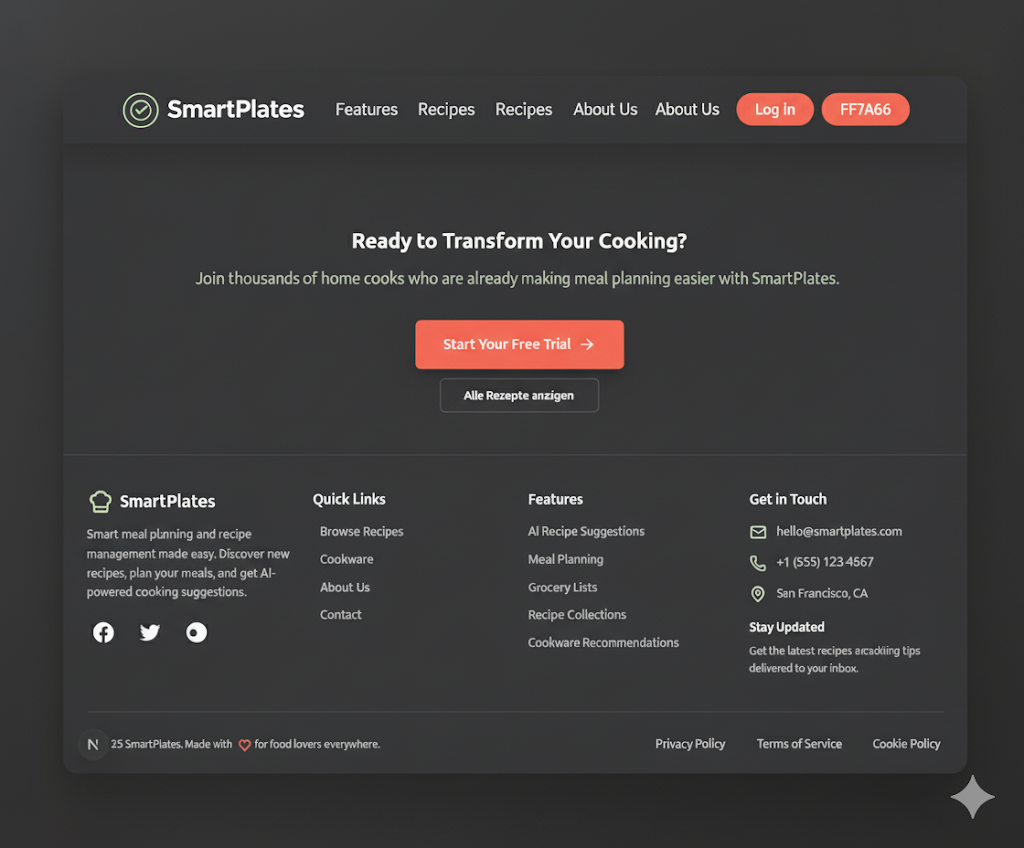 SmartPlates Features Recipes Recipes About Us About Us Log in FF7A66
Ready to Transform Your Cooking?
Join thousands of home cooks who are already making meal planning easier with SmartPlates.
Start Your Free Trial →
Alle Rezepte anzigen
SmartPlates
Smart meal planning and recipe
management made easy. Discover new
recipes, plan your meals, and get AI-
powered cooking suggestions.
Quick Links
Browse Recipes
Cookware
About Us
Contact
Features
AI Recipe Suggestions
Meal Planning
Grocery Lists
Recipe Collections
Cookware Recommendations
Get in Touch
hello@smartplates.com
+1 (555) 123-4567
San Francisco, CA
Stay Updated
Get the latest recipes tips
delivered to your inbox.
N 25 SmartPlates. Made with for food lovers everywhere.
Privacy Policy Terms of Service Cookie Policy